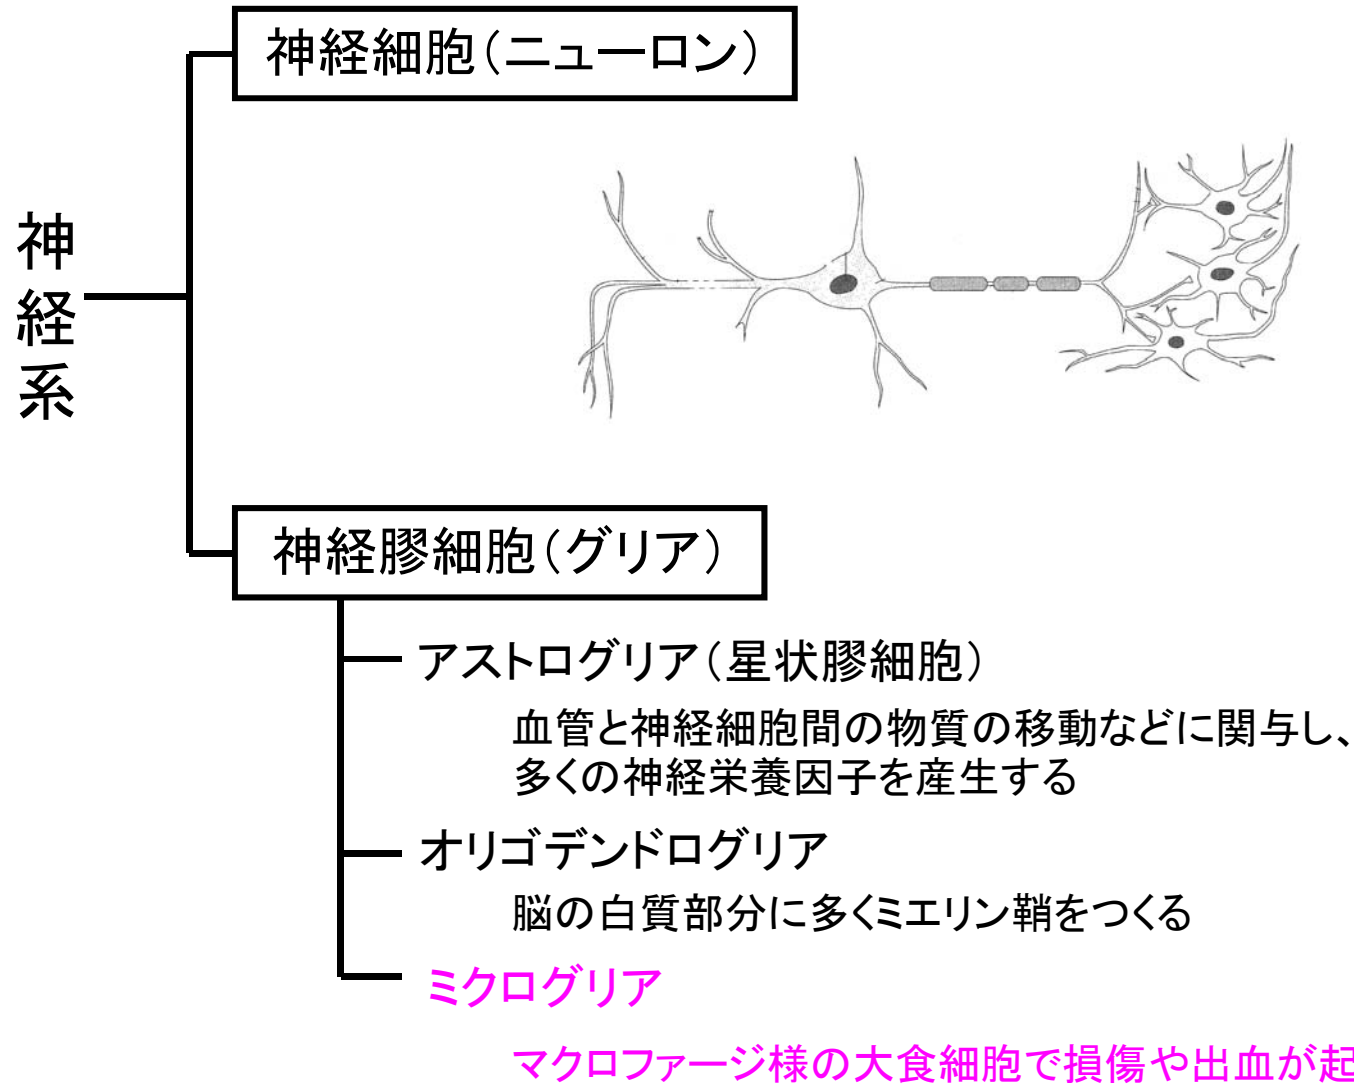 神経細胞（ニューロン）
神経系
神経膠細胞（グリア）
アストログリア（星状膠細胞）
血管と神経細胞間の物質の移動などに関与し、
多くの神経栄養因子を産生する
オリゴデンドログリア
脳の白質部分に多くミエリン鞘をつくる
ミクログリア
マクロファージ様の大食細胞で損傷や出血が起